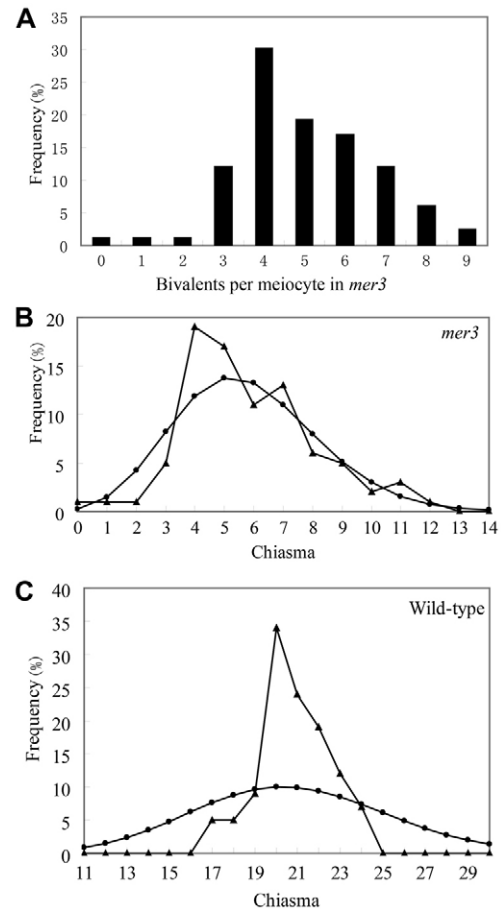 A
35
30
25
20
15
10
5
0
Frequency (%)
0 1 2 3 4 5 6 7 8 9
Bivalents per meiocyte in mer3
B
mer3
20
15
10
5
0
Frequency (%)
0 1 2 3 4 5 6 7 8 9 10 11 12 13 14
Chiasma
C
Wild-type
40
35
30
25
20
15
10
5
0
Frequency (%)
11 13 15 17 19 21 23 25 27 29
Chiasma